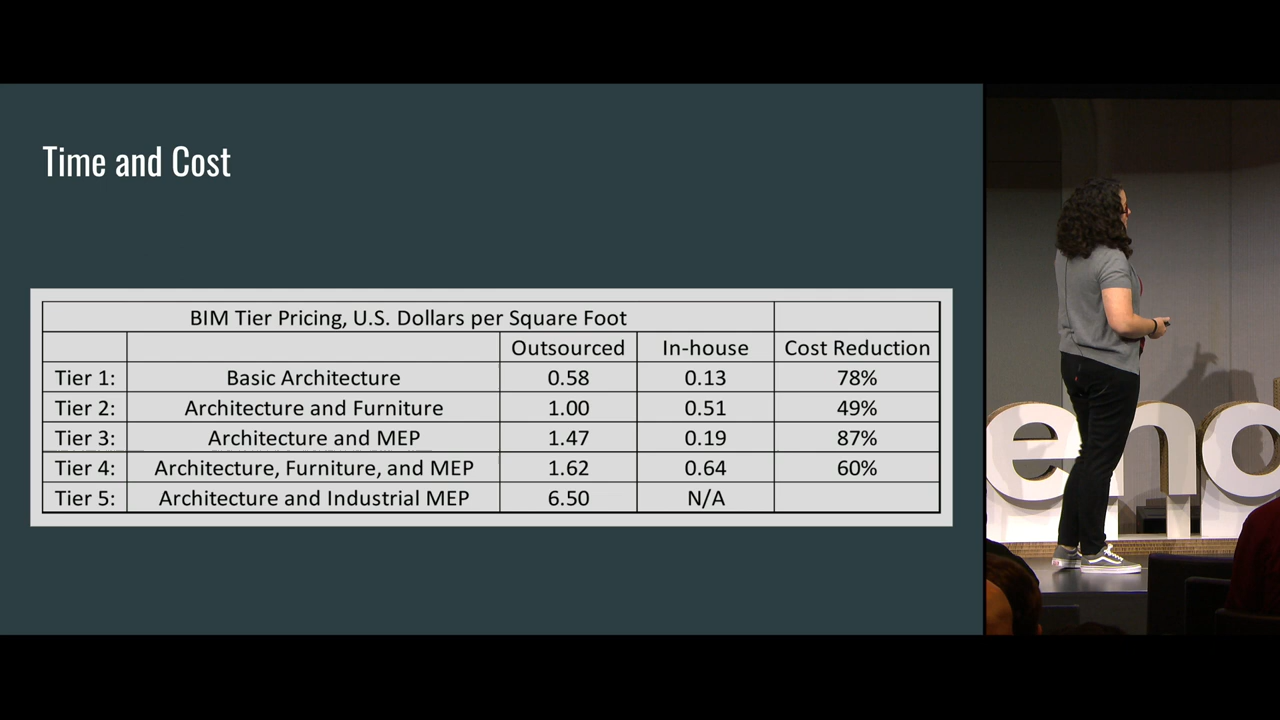 Time and Cost
BIM Tier Pricing, U.S. Dollars per Square Foot
Outsourced In-house Cost Reduction
Tier 1: Basic Architecture 0.58 0.13 78%
Tier 2: Architecture and Furniture 1.00 0.51 49%
Tier 3: Architecture and MEP 1.47 0.19 87%
Tier 4: Architecture, Furniture, and MEP 1.62 0.64 60%
Tier 5: Architecture and Industrial MEP 6.50 N/A